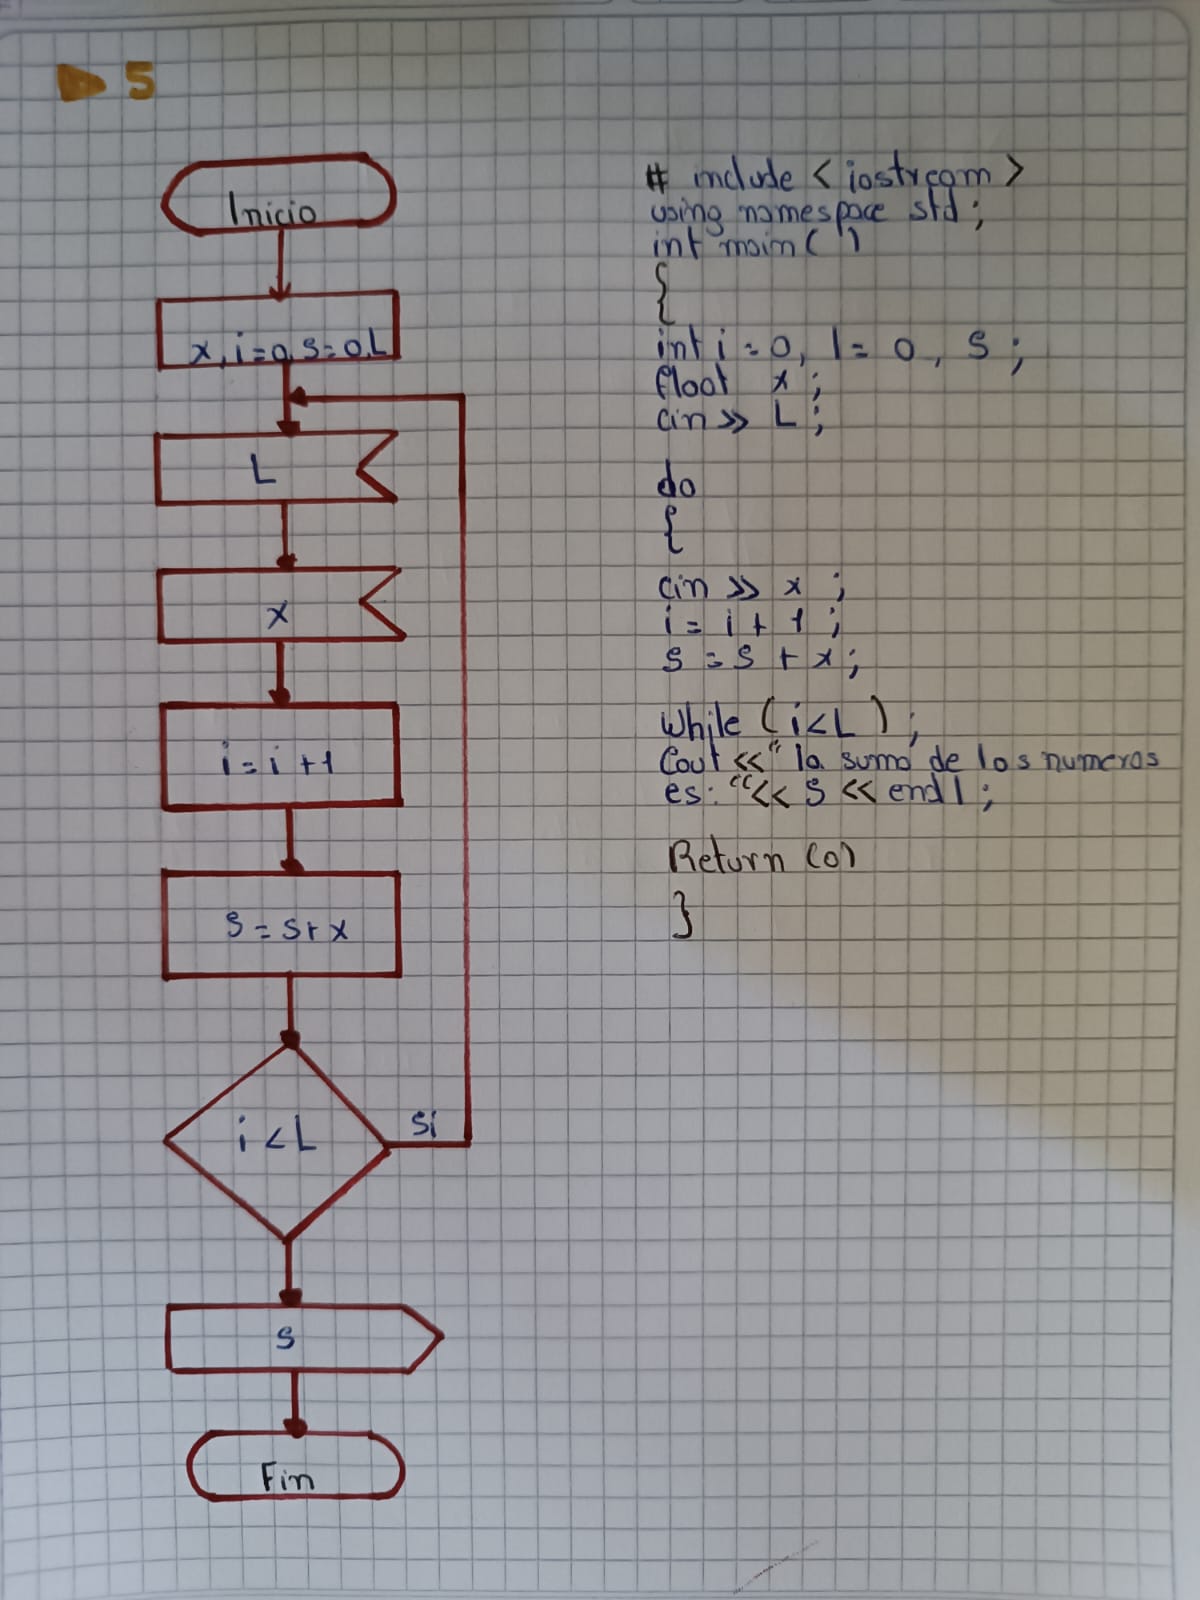 5
Inicio
x, i=0, S=0, L
L
x
i = i + 1
S = S + x
i < L
Si
S
Fin
# include < iostream >
using namespace std ;
int main ( )
{
int i = 0, l = 0, S ;
float x ;
Cin >> L ;
do
{
Cin >> x ;
i = i + 1 ;
S = S + x ;
While ( i < L ) ;
Cout << " la suma de los numeros
es: " << S << endl ;
Return (0)
}